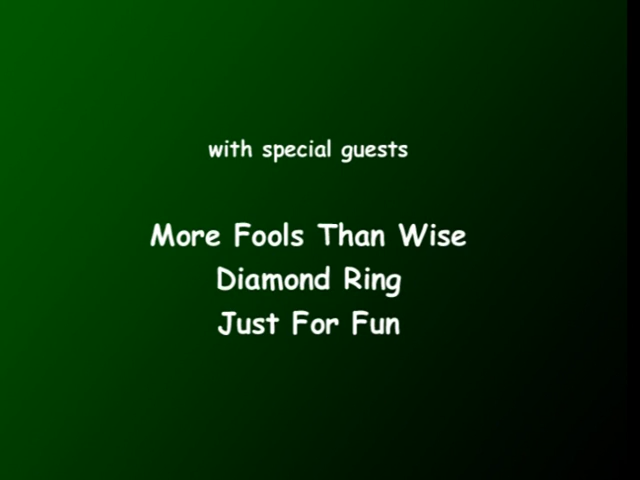 with special guests
More Fools Than Wise
Diamond Ring
Just For Fun